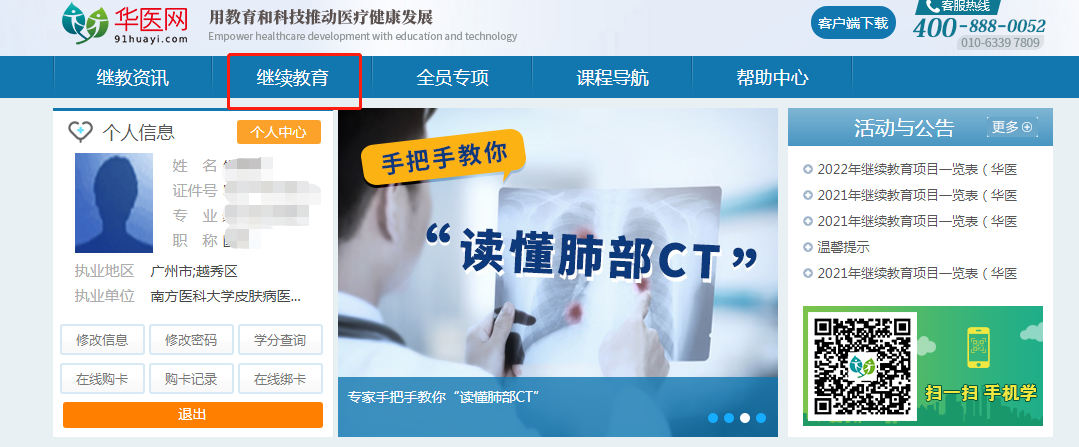 华医网
91huayi.com
用教育和科技推动医疗健康发展
Empower healthcare development with education and technology
客户端下载
客服热线
400-888-0052
010-6339 7809
继教资讯 继续教育 全员专项 课程导航 帮助中心
个人信息 个人中心
姓 名
证件号
专 业
职 称
执业地区 广州市;越秀区
执业单位 南方医科大学皮肤病医...
修改信息 修改密码 学分查询
在线购卡 购卡记录 在线绑卡
退出
手把手教你
“读懂肺部CT”
专家手把手教你“读懂肺部CT”
活动与公告 更多
2022年继续教育项目一览表（华医
2021年继续教育项目一览表（华医
2021年继续教育项目一览表（华医
温馨提示
2021年继续教育项目一览表（华医
扫一扫 手机学